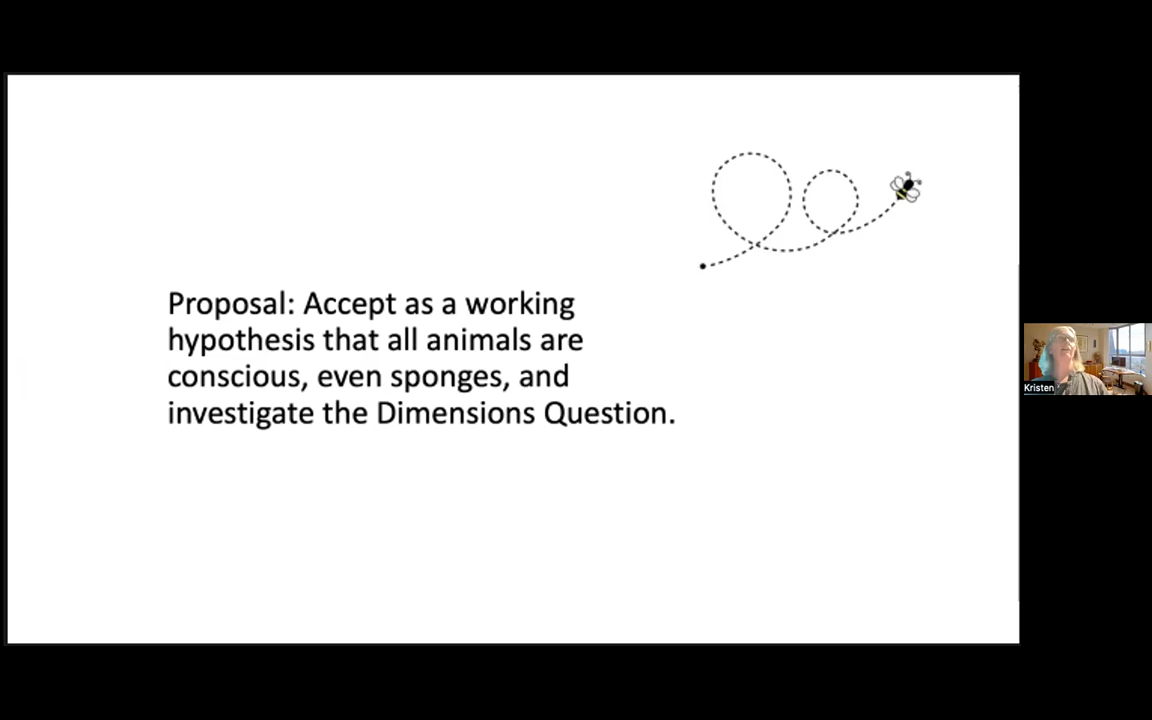 Proposal: Accept as a working
hypothesis that all animals are
conscious, even sponges, and
investigate the Dimensions Question.
Kristen